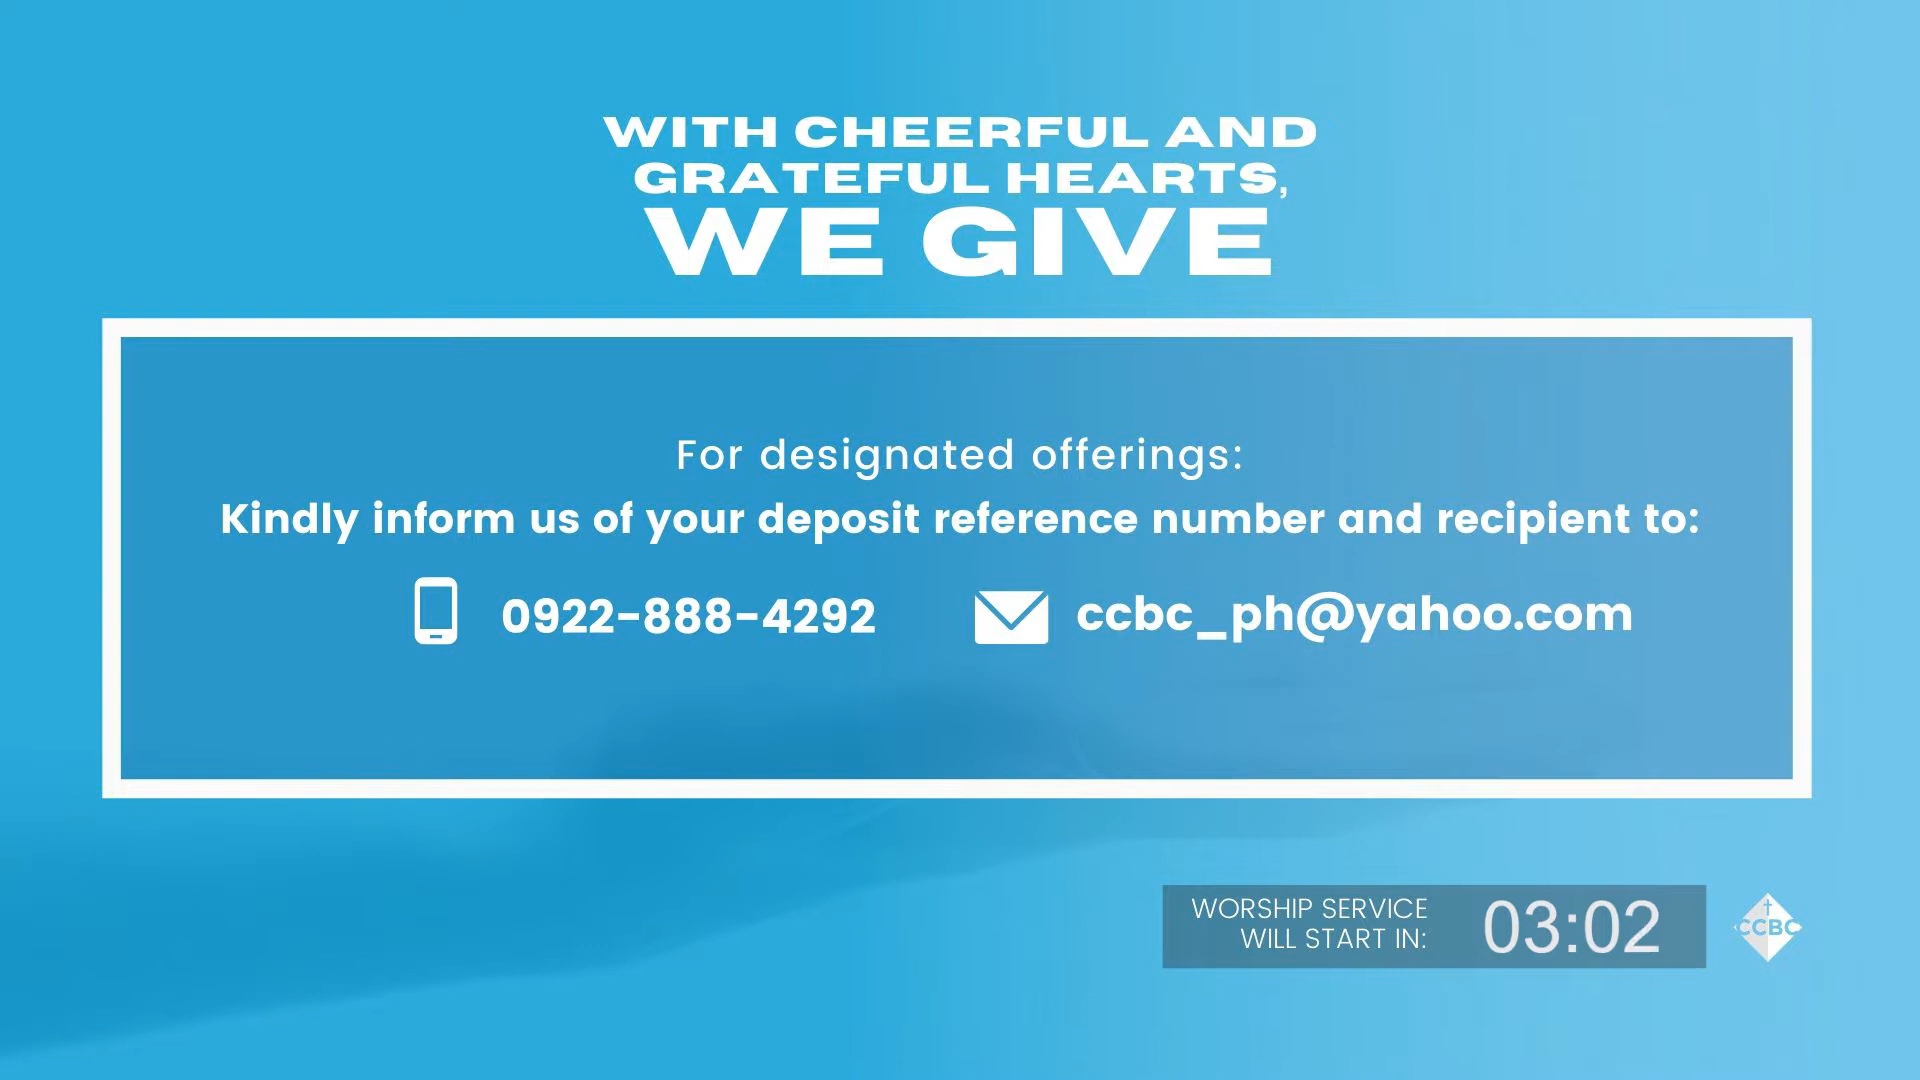 WITH CHEERFUL AND
GRATEFUL HEARTS,
WE GIVE
For designated offerings:
Kindly inform us of your deposit reference number and recipient to:
0922-888-4292
ccbc_ph@yahoo.com
WORSHIP SERVICE
WILL START IN:
03:02
CCBC